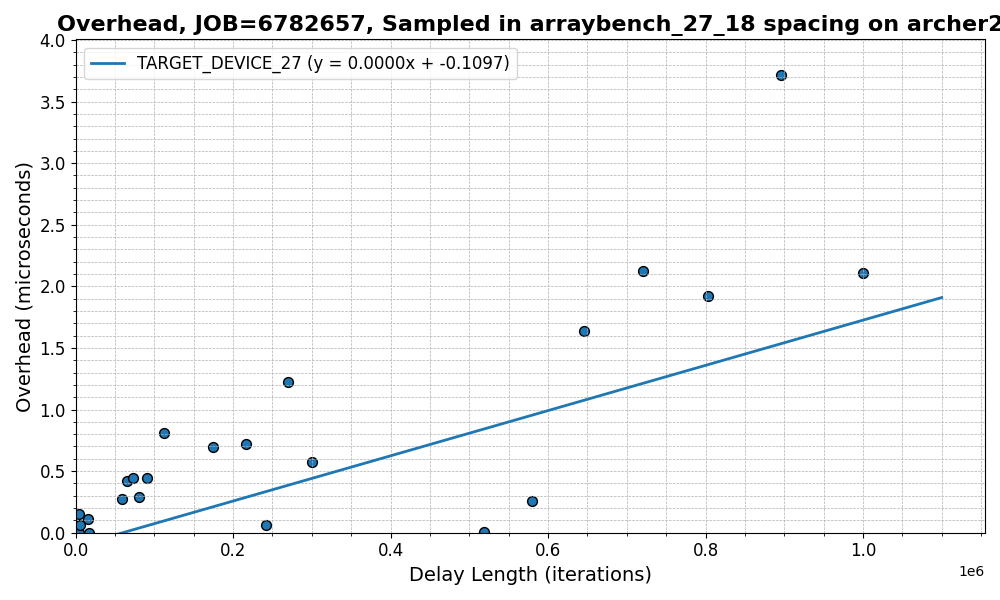 Overhead, JOB=6782657, Sampled in arraybench_27_18 spacing on archer2
TARGET_DEVICE_27 (y = 0.0000x + -0.1097)
Overhead (microseconds)
4.0
3.5
3.0
2.5
2.0
1.5
1.0
0.5
0.0
0.0 0.2 0.4 0.6 0.8 1.0
1e6
Delay Length (iterations)